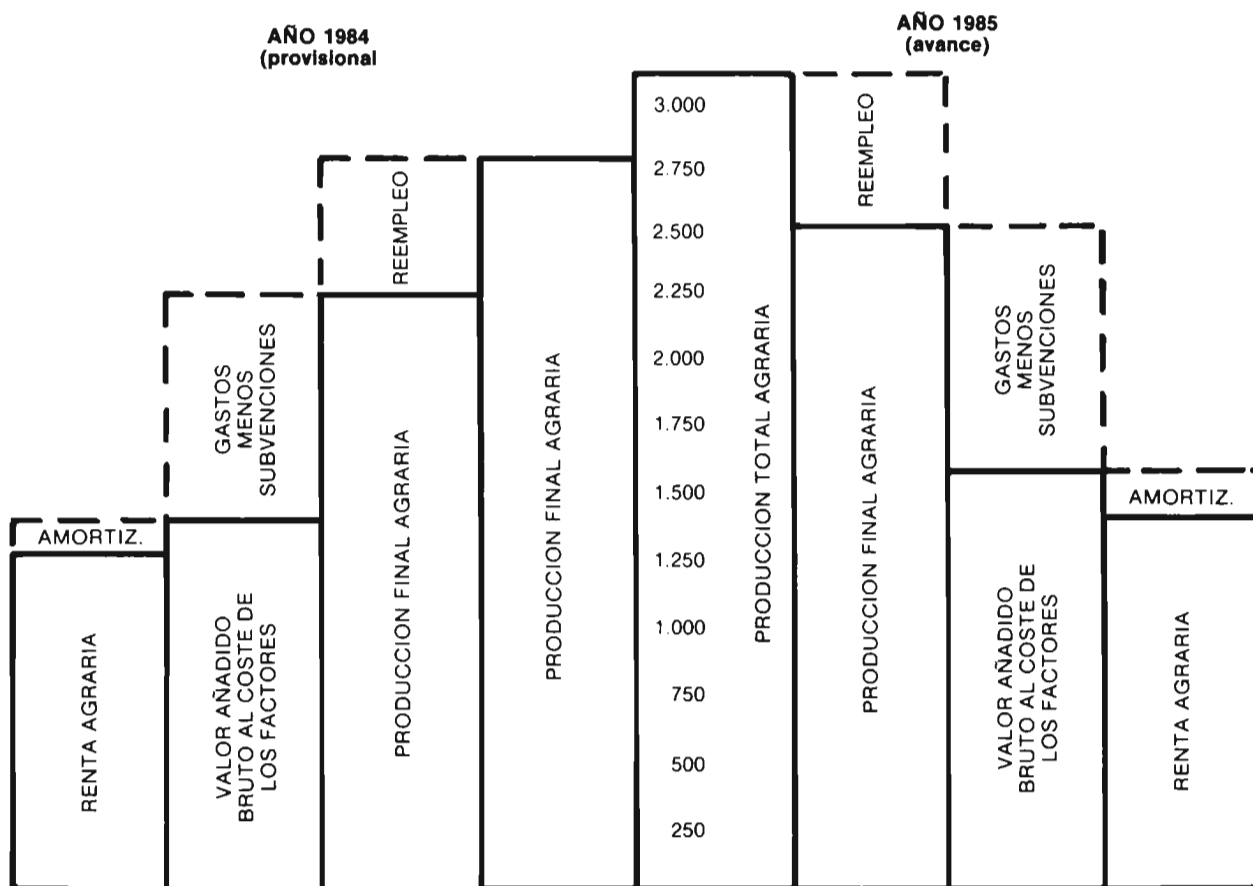 AÑO 1984
(provisional
AÑO 1985
(avance)
AMORTIZ.
RENTA AGRARIA
GASTOS
MENOS
SUBVENCIONES
VALOR AÑADIDO
BRUTO AL COSTE DE
LOS FACTORES
REEMPLEO
PRODUCCION FINAL AGRARIA
PRODUCCION FINAL AGRARIA
3.000
2.750
2.500
2.250
2.000
1.750
1.500
1.250
1.000
750
500
250
PRODUCCION TOTAL AGRARIA
REEMPLEO
PRODUCCION FINAL AGRARIA
GASTOS
MENOS
SUBVENCIONES
VALOR AÑADIDO
BRUTO AL COSTE DE
LOS FACTORES
AMORTIZ.
RENTA AGRARIA